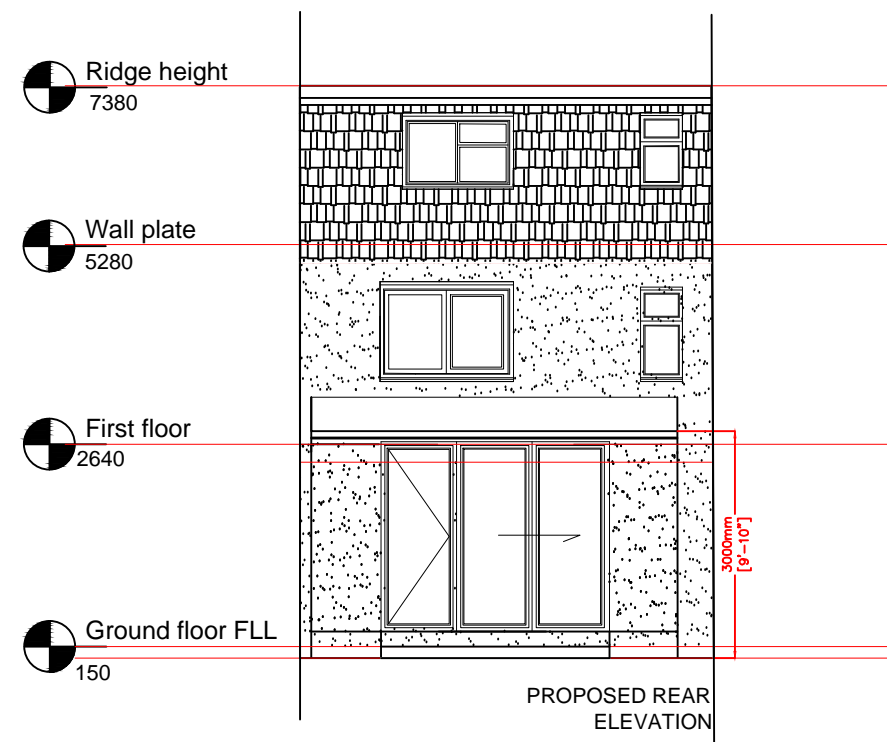 Ridge height
7380
Wall plate
5280
First floor
2640
3000mm
[9'-10"]
Ground floor FLL
150
PROPOSED REAR
ELEVATION